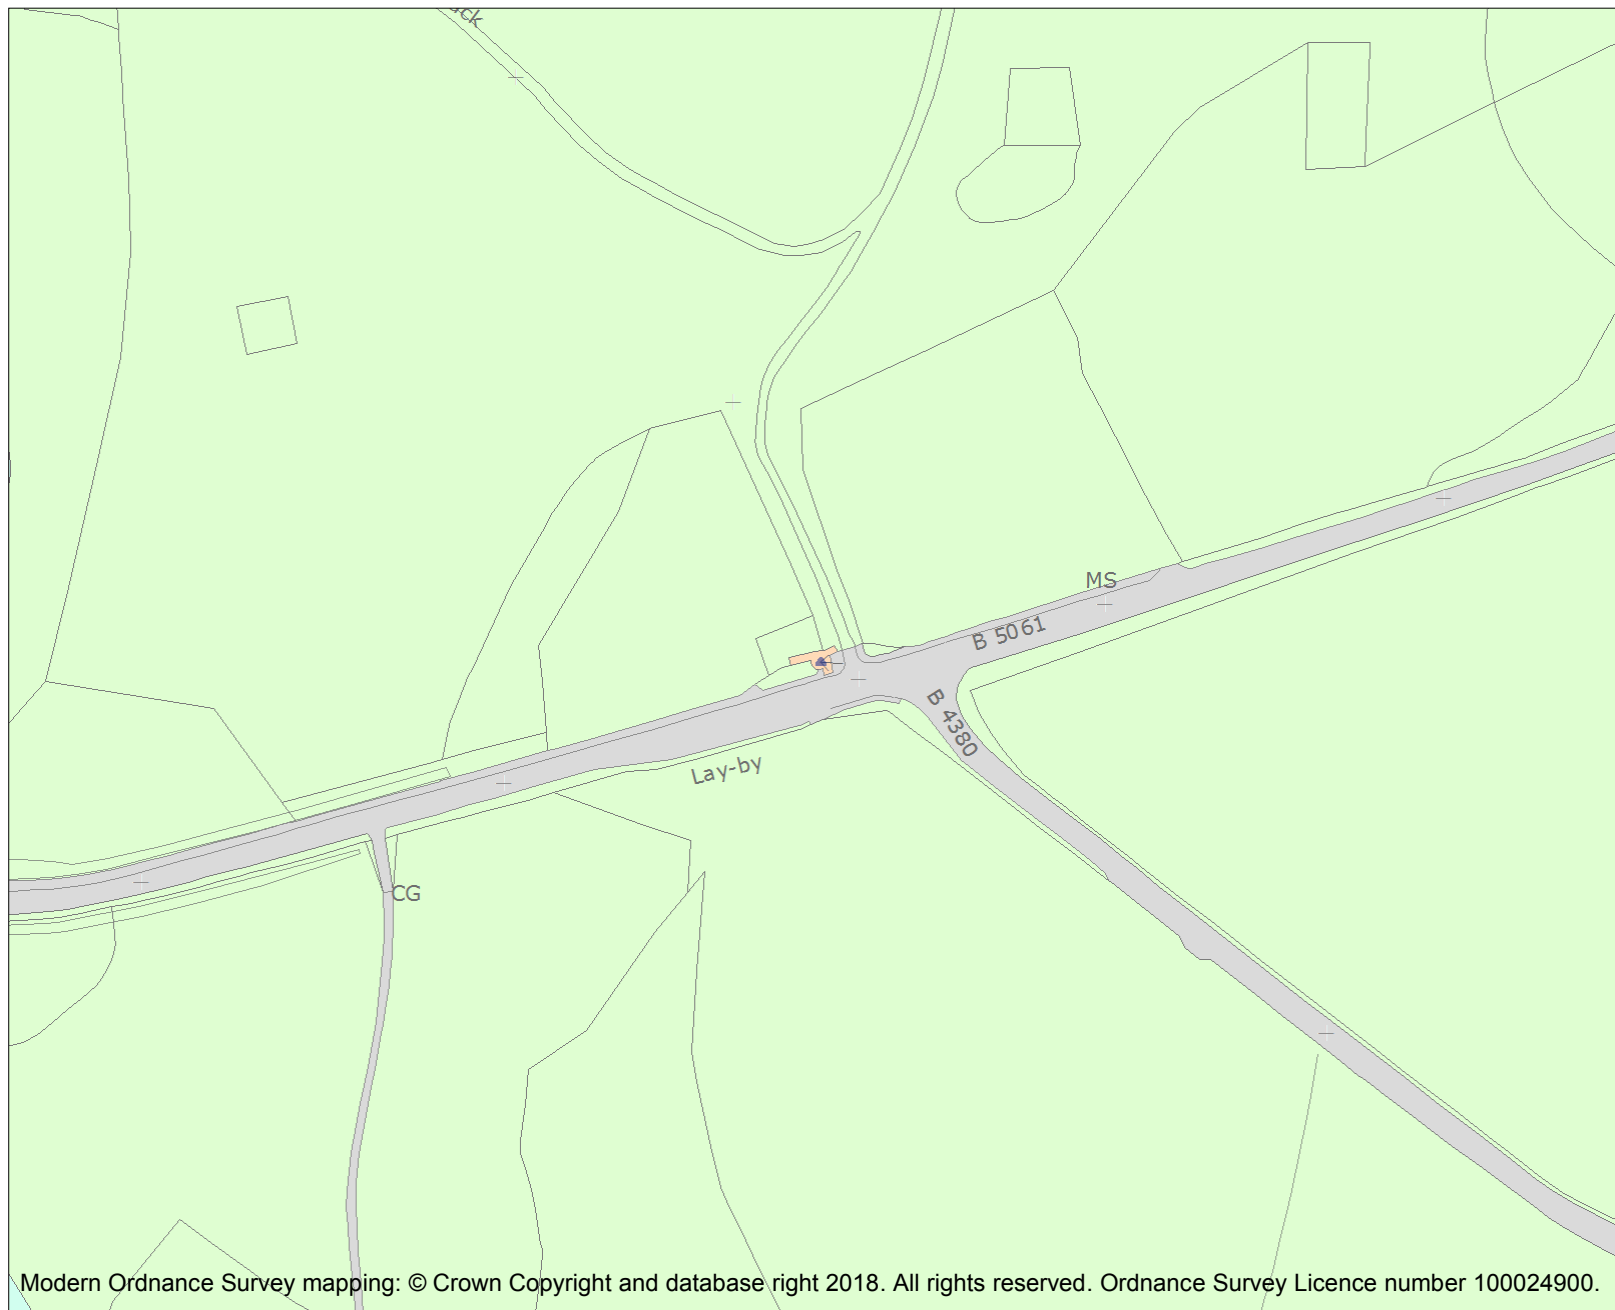 MS
B 5061
B 4380
Lay-by
CG
Modern Ordnance Survey mapping: © Crown Copyright and database right 2018. All rights reserved. Ordnance Survey Licence number 100024900.